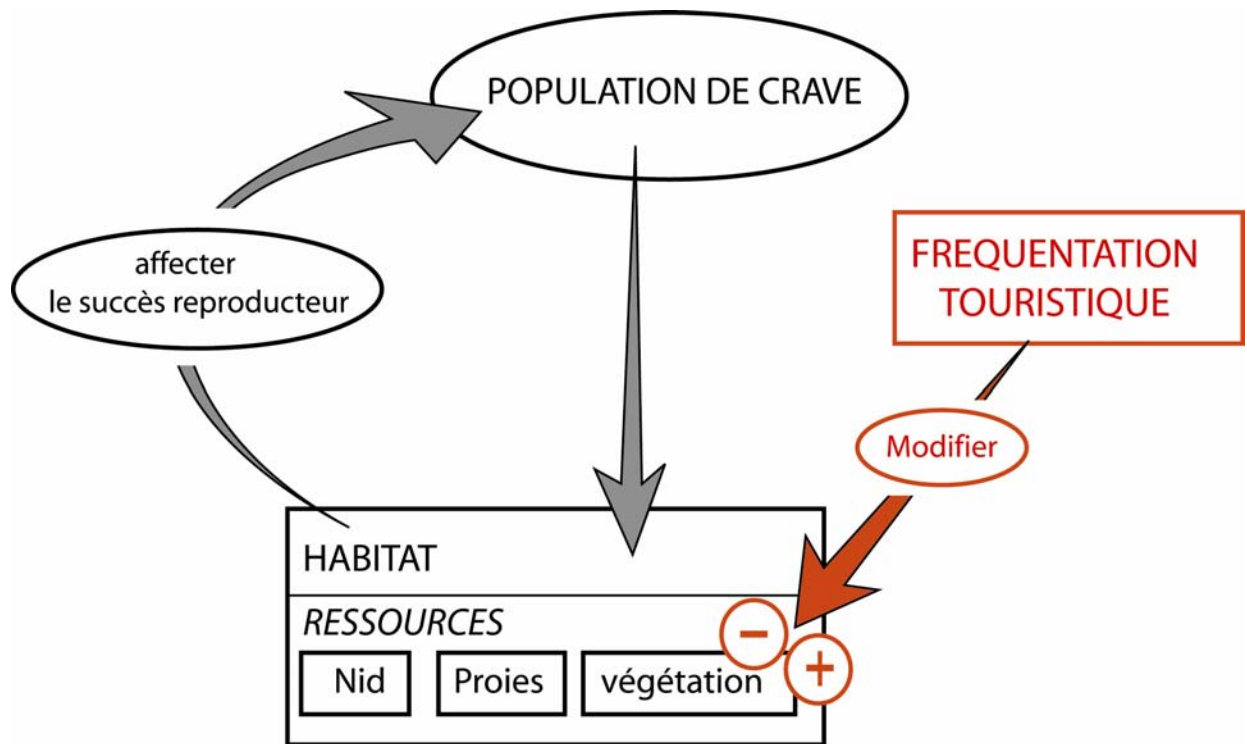 POPULATION DE CRAVE
affecter
le succès reproducteur
FREQUENTATION
TOURISTIQUE
Modifier
HABITAT
RESSOURCES
−
+
Nid
Proies
végétation